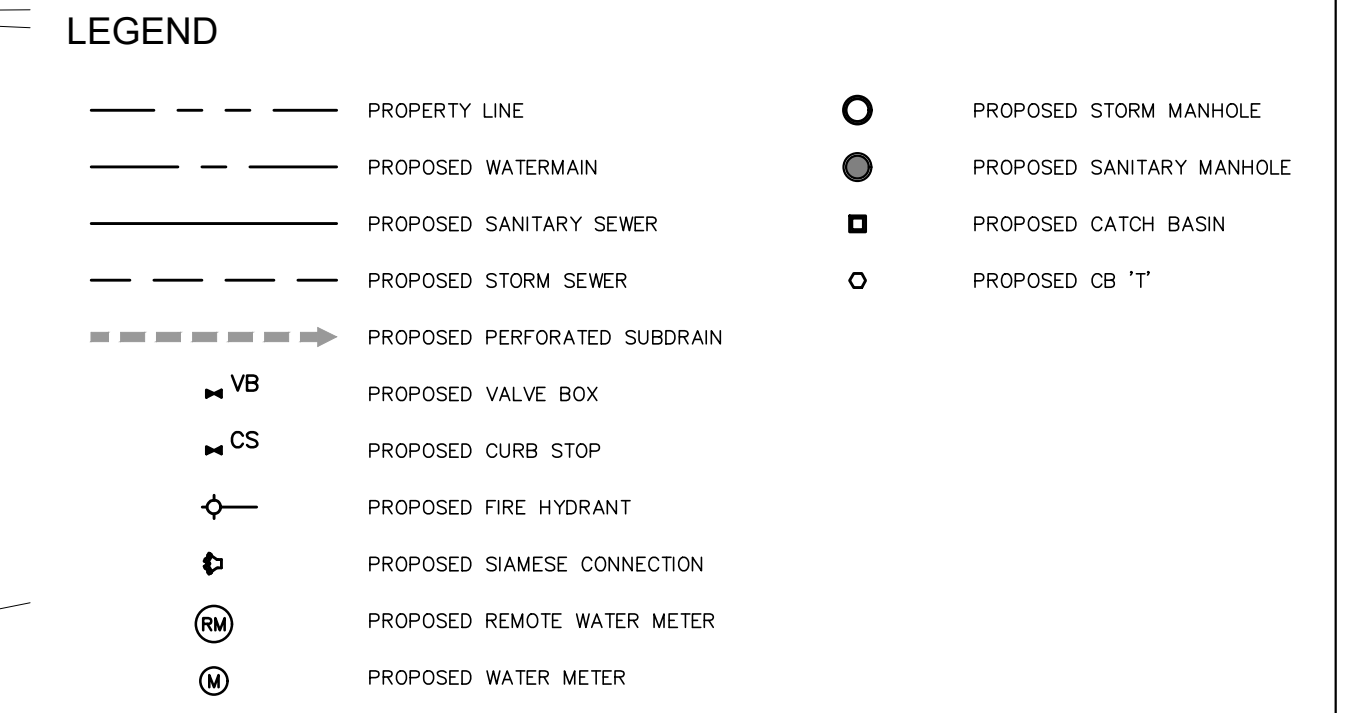 LEGEND
PROPERTY LINE
PROPOSED WATERMAIN
PROPOSED SANITARY SEWER
PROPOSED STORM SEWER
PROPOSED PERFORATED SUBDRAIN
VB PROPOSED VALVE BOX
CS PROPOSED CURB STOP
PROPOSED FIRE HYDRANT
PROPOSED SIAMESE CONNECTION
RM PROPOSED REMOTE WATER METER
M PROPOSED WATER METER
PROPOSED STORM MANHOLE
PROPOSED SANITARY MANHOLE
PROPOSED CATCH BASIN
PROPOSED CB 'T'